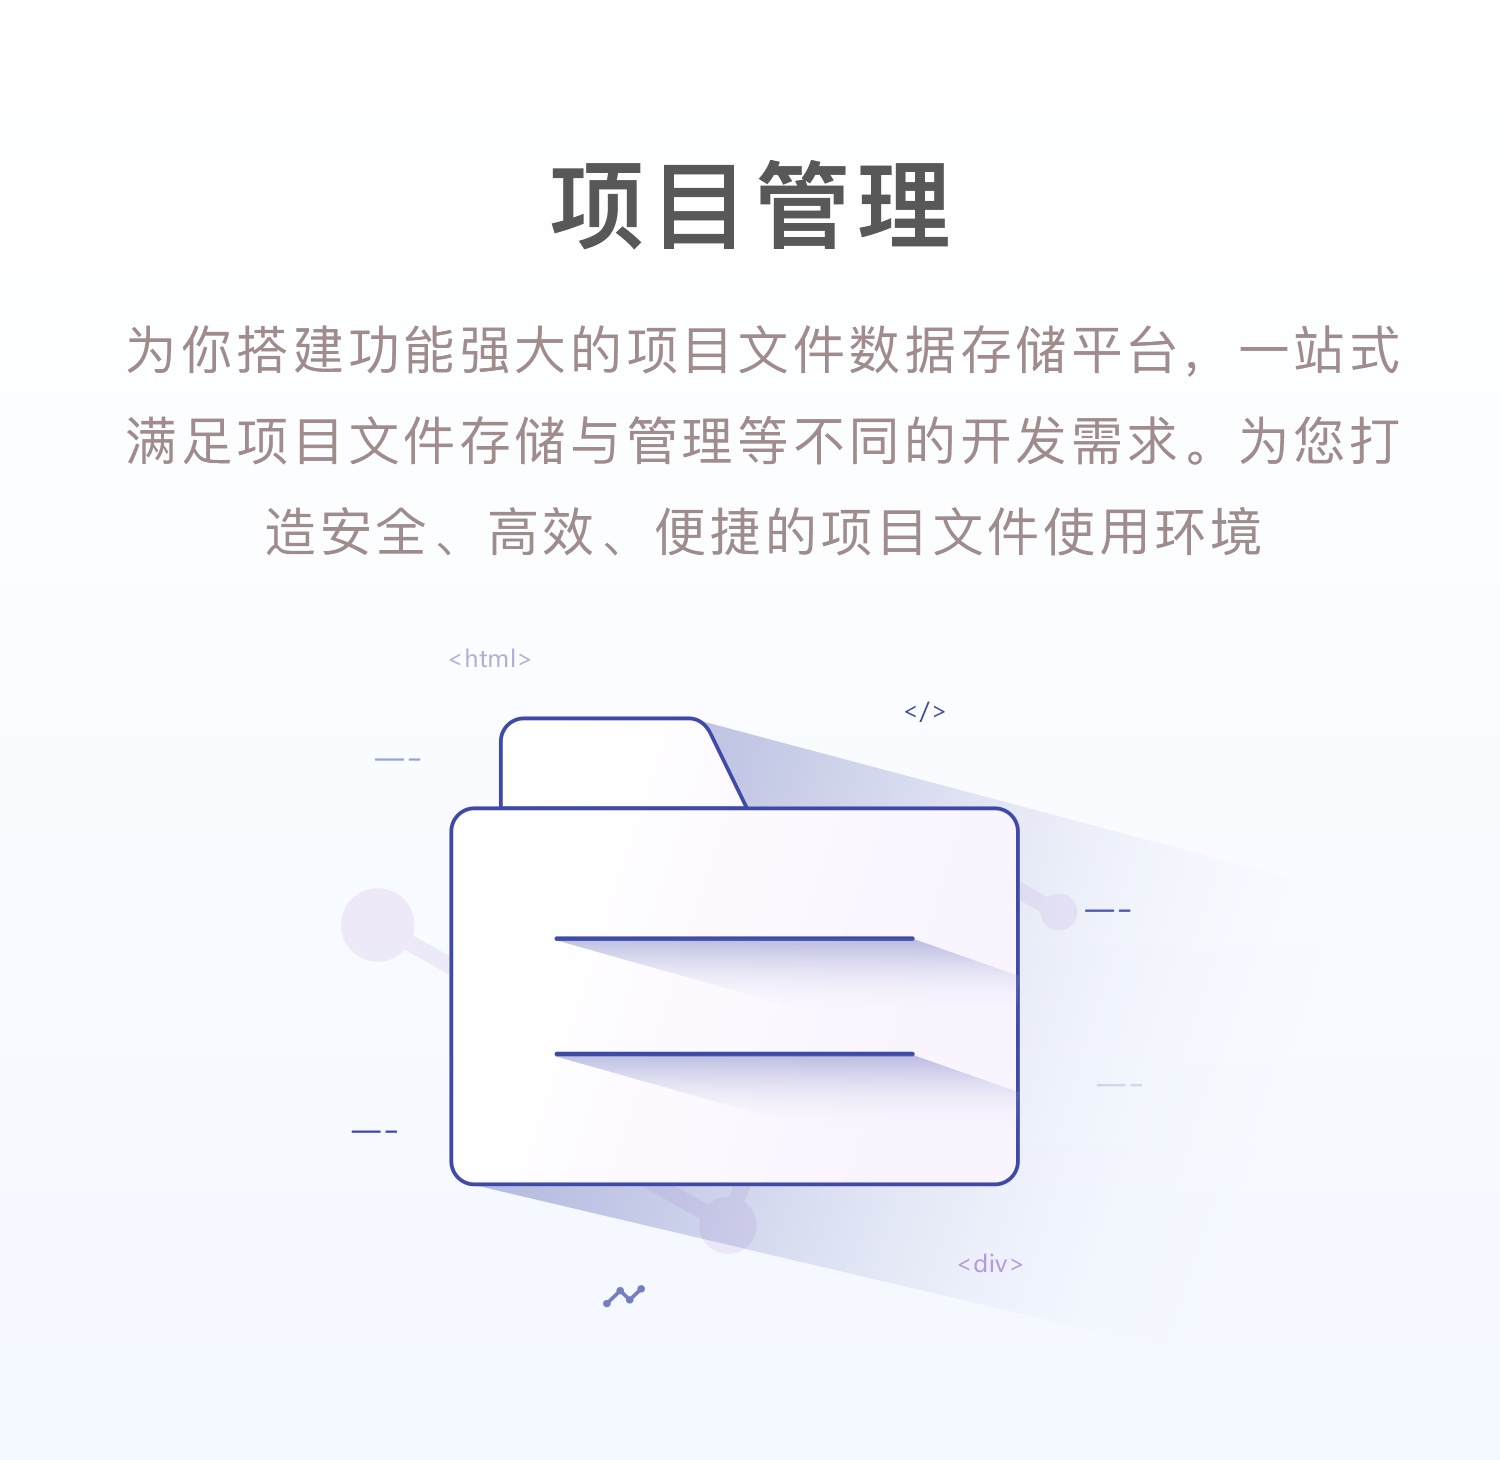 项目管理
为你搭建功能强大的项目文件数据存储平台，一站式
满足项目文件存储与管理等不同的开发需求。为您打
造安全、高效、便捷的项目文件使用环境
<html>
</>
<div>